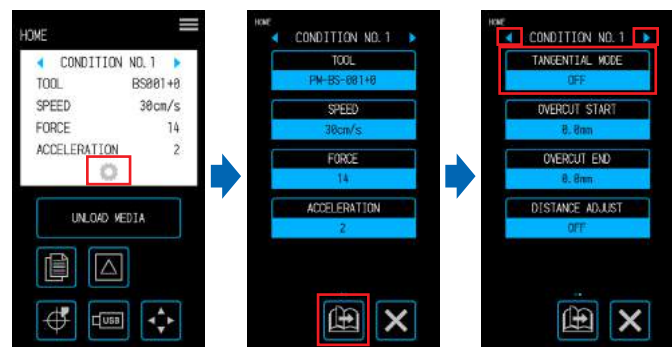 HOME
CONDITION NO. 1
TOOL BS001+0
SPEED 30cm/s
FORCE 14
ACCELERATION 2
UNLOAD MEDIA
USB
HOME
CONDITION NO. 1
TOOL
PM-BS-001+0
SPEED
30cm/s
FORCE
14
ACCELERATION
2
HOME
CONDITION NO. 1
TANGENTIAL MODE
OFF
OVERCUT START
0.0mm
OVERCUT END
0.0mm
DISTANCE ADJUST
OFF